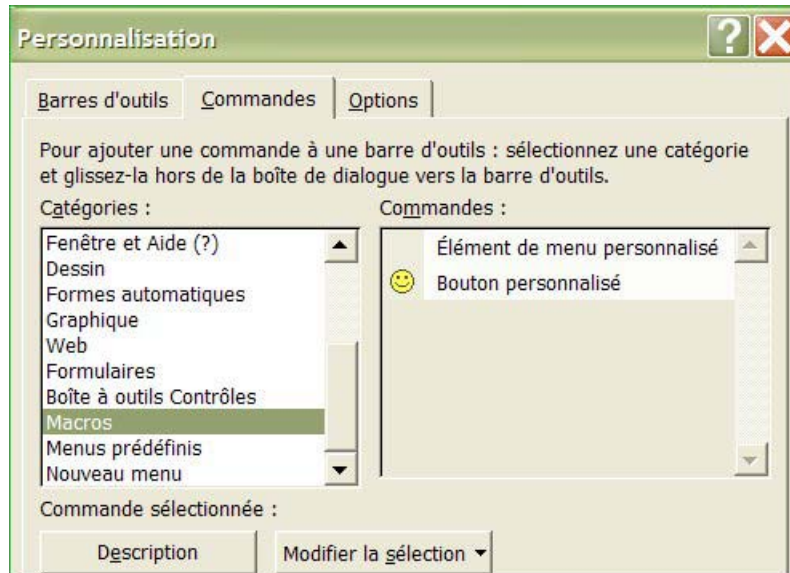 Personnalisation
Barres d'outils
Commandes
Options
Pour ajouter une commande à une barre d'outils : sélectionnez une catégorie
et glissez-la hors de la boîte de dialogue vers la barre d'outils.
Catégories :
Commandes :
Fenêtre et Aide (?)
Dessin
Formes automatiques
Graphique
Web
Formulaires
Boîte à outils Contrôles
Macros
Menus prédéfinis
Nouveau menu
Élément de menu personnalisé
Bouton personnalisé
Commande sélectionnée :
Description
Modifier la sélection